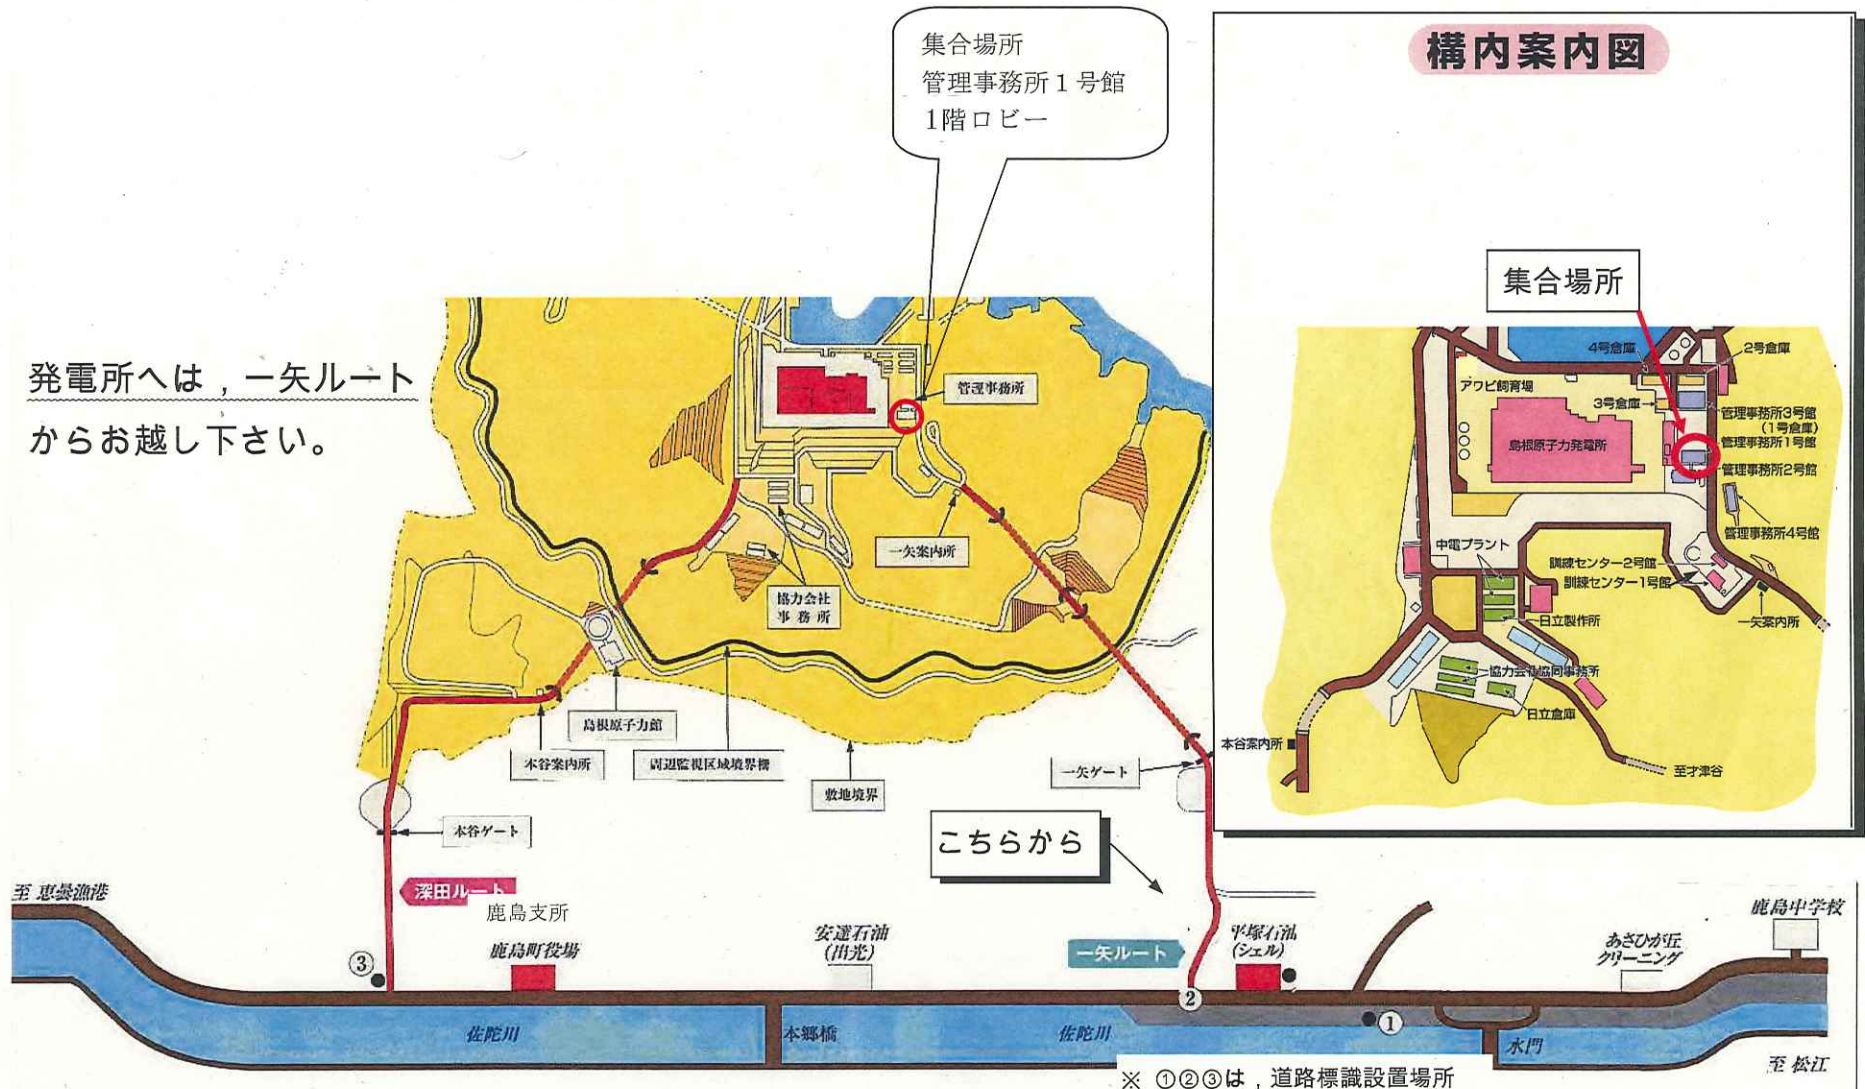 集合場所
管理事務所１号館
1階ロビー
構内案内図
集合場所
発電所へは，一矢ルート
からお越し下さい。
管理事務所
一矢案内所
協力会社
事務所
島根原子力館
本谷案内所
周辺監視区域境界柵
敷地境界
一矢ゲート
本谷ゲート
こちらから
4号倉庫
2号倉庫
アワビ飼育場
3号倉庫
管理事務所3号館
(1号倉庫)
島根原子力発電所
管理事務所1号館
管理事務所2号館
管理事務所4号館
中電プラント
訓練センター2号館
訓練センター1号館
一矢案内所
日立製作所
協力会社協同事務所
日立倉庫
本谷案内所
至才津谷
至 恵曇漁港
深田ルート
鹿島支所
鹿島町役場
安達石油
(出光)
一矢ルート
平塚石油
(シェル)
あさひが丘
クリーニング
鹿島中学校
③
②
①
佐陀川
本郷橋
佐陀川
水門
至 松江
※ ①②③は，道路標識設置場所